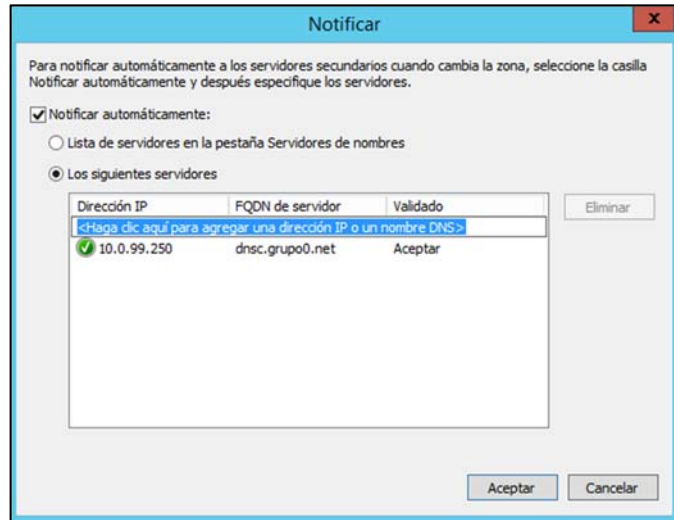 Notificar
x
Para notificar automáticamente a los servidores secundarios cuando cambia la zona, seleccione la casilla
Notificar automáticamente y después especifique los servidores.
Notificar automáticamente:
Lista de servidores en la pestaña Servidores de nombres
Los siguientes servidores
Dirección IP FQDN de servidor Validado
<Haga clic aquí para agregar una dirección IP o un nombre DNS>
10.0.99.250 dnsc.grupo0.net Aceptar
Eliminar
Aceptar Cancelar